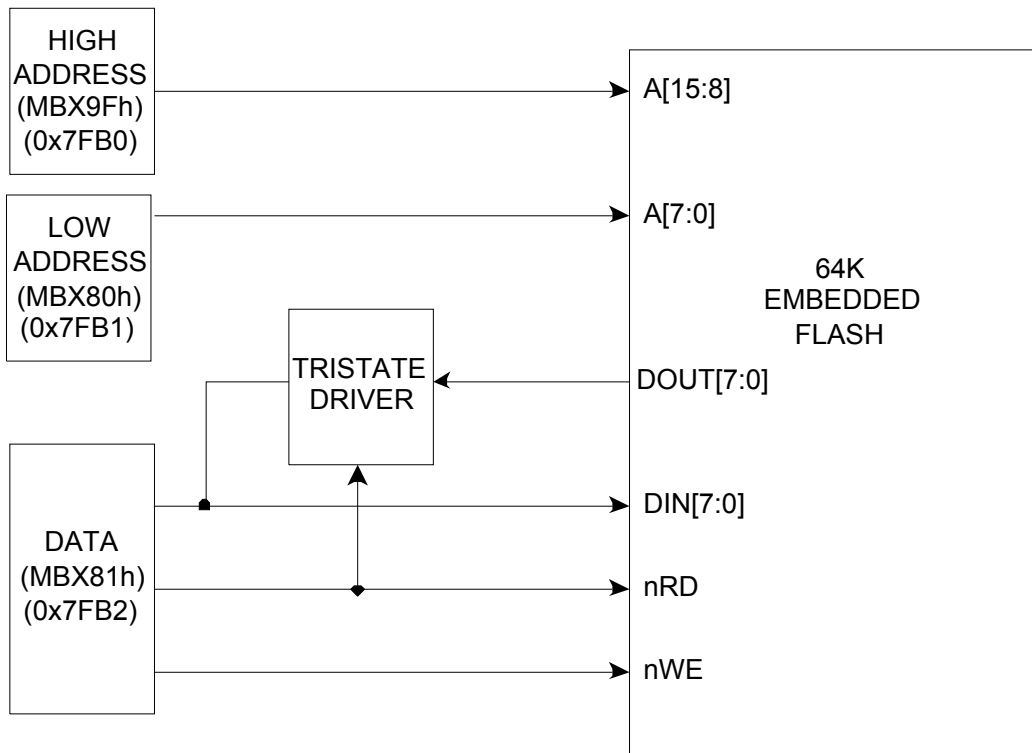 HIGH
ADDRESS
(MBX9Fh)
(0x7FB0)
A[15:8]
LOW
ADDRESS
(MBX80h)
(0x7FB1)
A[7:0]
64K
EMBEDDED
FLASH
TRISTATE
DRIVER
DOUT[7:0]
DATA
(MBX81h)
(0x7FB2)
DIN[7:0]
nRD
nWE